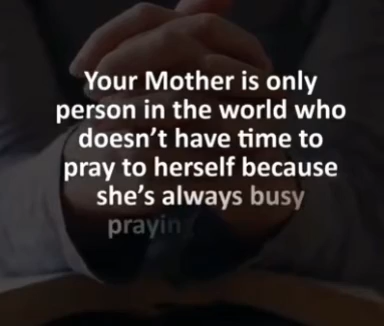 Your Mother is only
person in the world who
doesn't have time to
pray to herself because
she's always busy
prayin